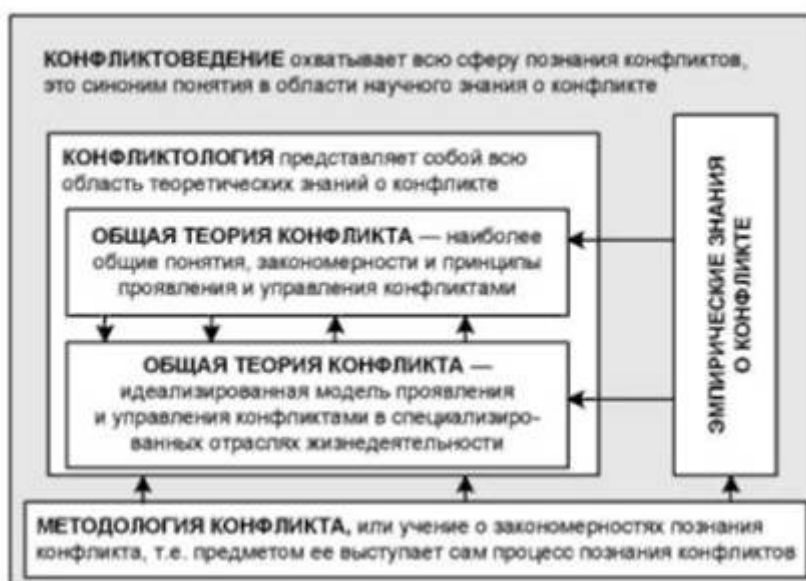 КОНФЛИКТОВЕДЕНИЕ охватывает всю сферу познания конфликтов,
это синоним понятия в области научного знания о конфликте
КОНФЛИКТОЛОГИЯ представляет собой всю
область теоретических знаний о конфликте
ОБЩАЯ ТЕОРИЯ КОНФЛИКТА — наиболее
общие понятия, закономерности и принципы
проявления и управления конфликтами
ОБЩАЯ ТЕОРИЯ КОНФЛИКТА —
идеализированная модель проявления
и управления конфликтами в специализиро-
ванных отраслях жизнедеятельности
ЭМПИРИЧЕСКИЕ ЗНАНИЯ
О КОНФЛИКТЕ
МЕТОДОЛОГИЯ КОНФЛИКТА, или учение о закономерностях познания
конфликта, т.е. предметом ее выступает сам процесс познания конфликтов